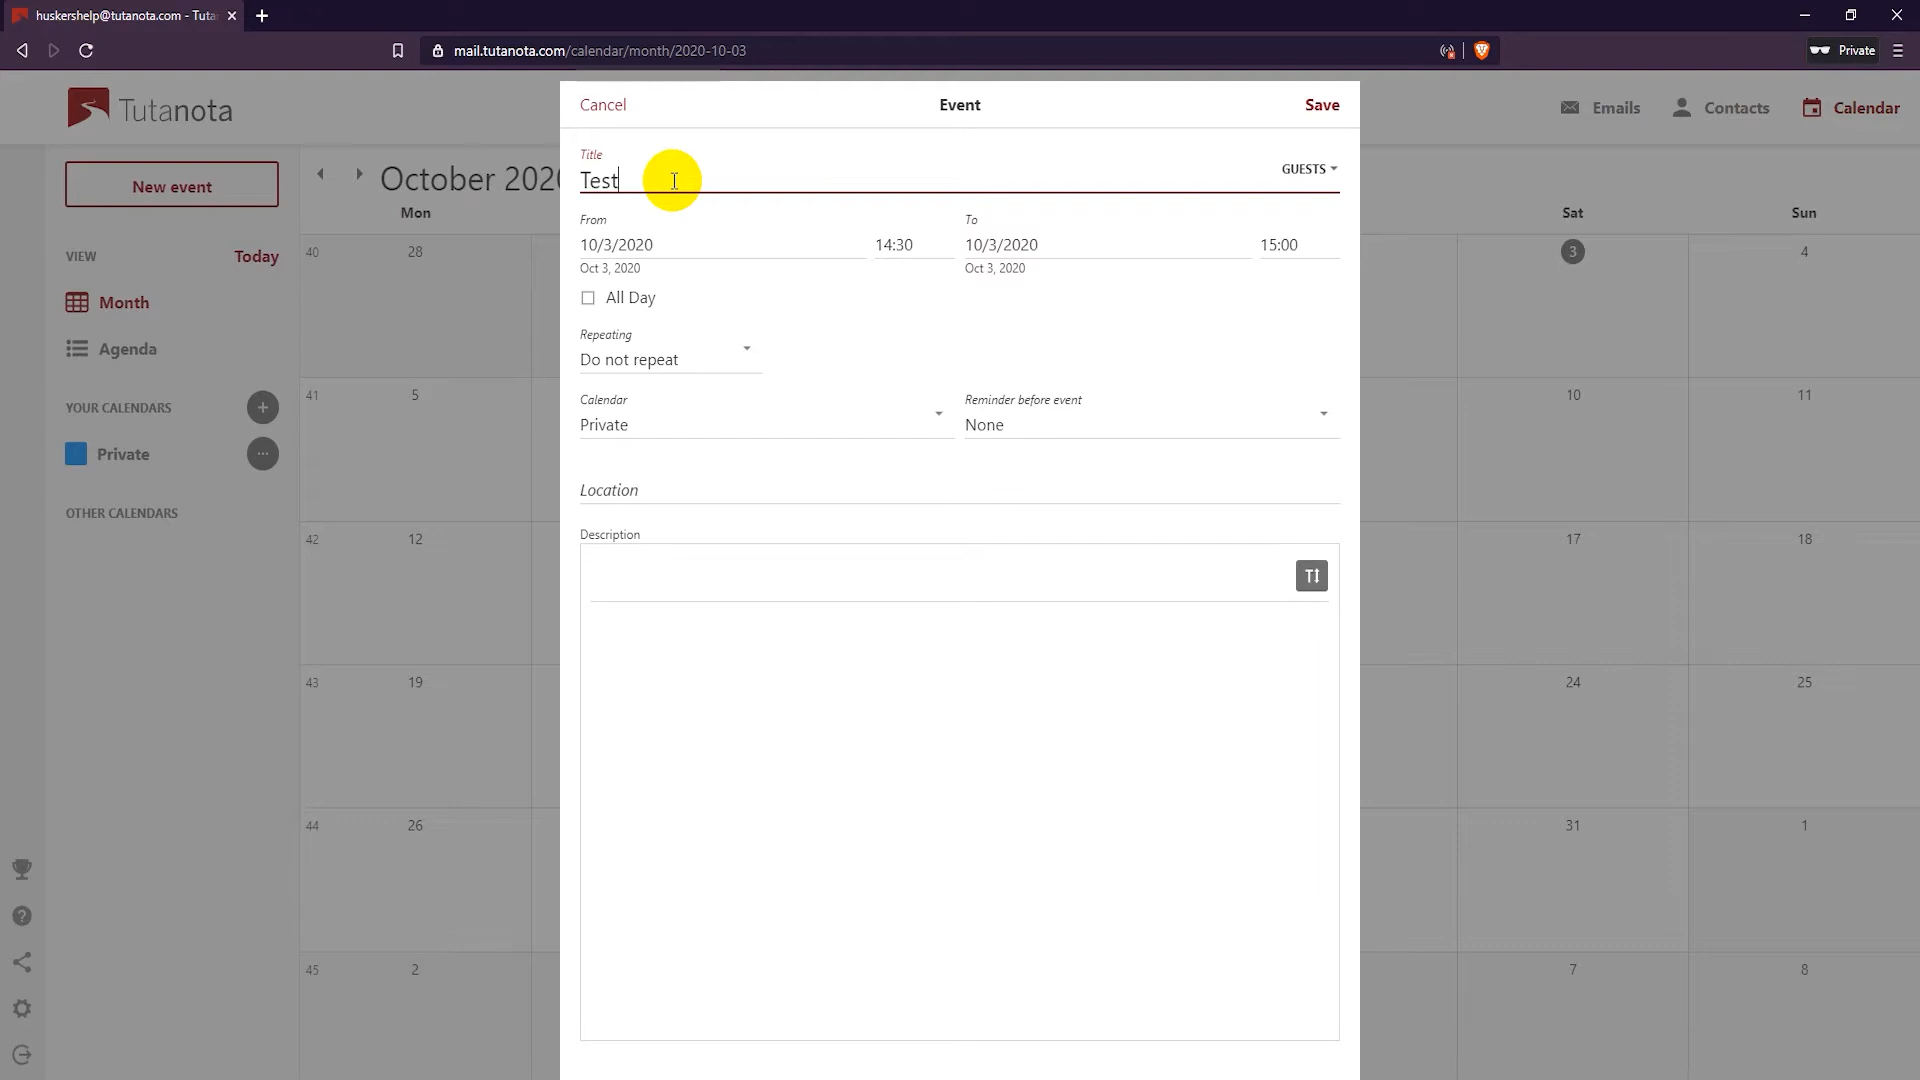 huskershelp@tutanota.com - Tuta
mail.tutanota.com/calendar/month/2020-10-03
Private
Tutanota
Emails
Contacts
Calendar
Cancel
Event
Save
Title
Test
GUESTS
From
10/3/2020
14:30
Oct 3, 2020
To
10/3/2020
15:00
Oct 3, 2020
All Day
Repeating
Do not repeat
Calendar
Private
Reminder before event
None
Location
Description
New event
VIEW
Today
Month
Agenda
YOUR CALENDARS
Private
OTHER CALENDARS
October 202
Mon
Sat
Sun
40
28
3
4
41
5
10
11
42
12
17
18
43
19
24
25
44
26
31
1
45
2
7
8